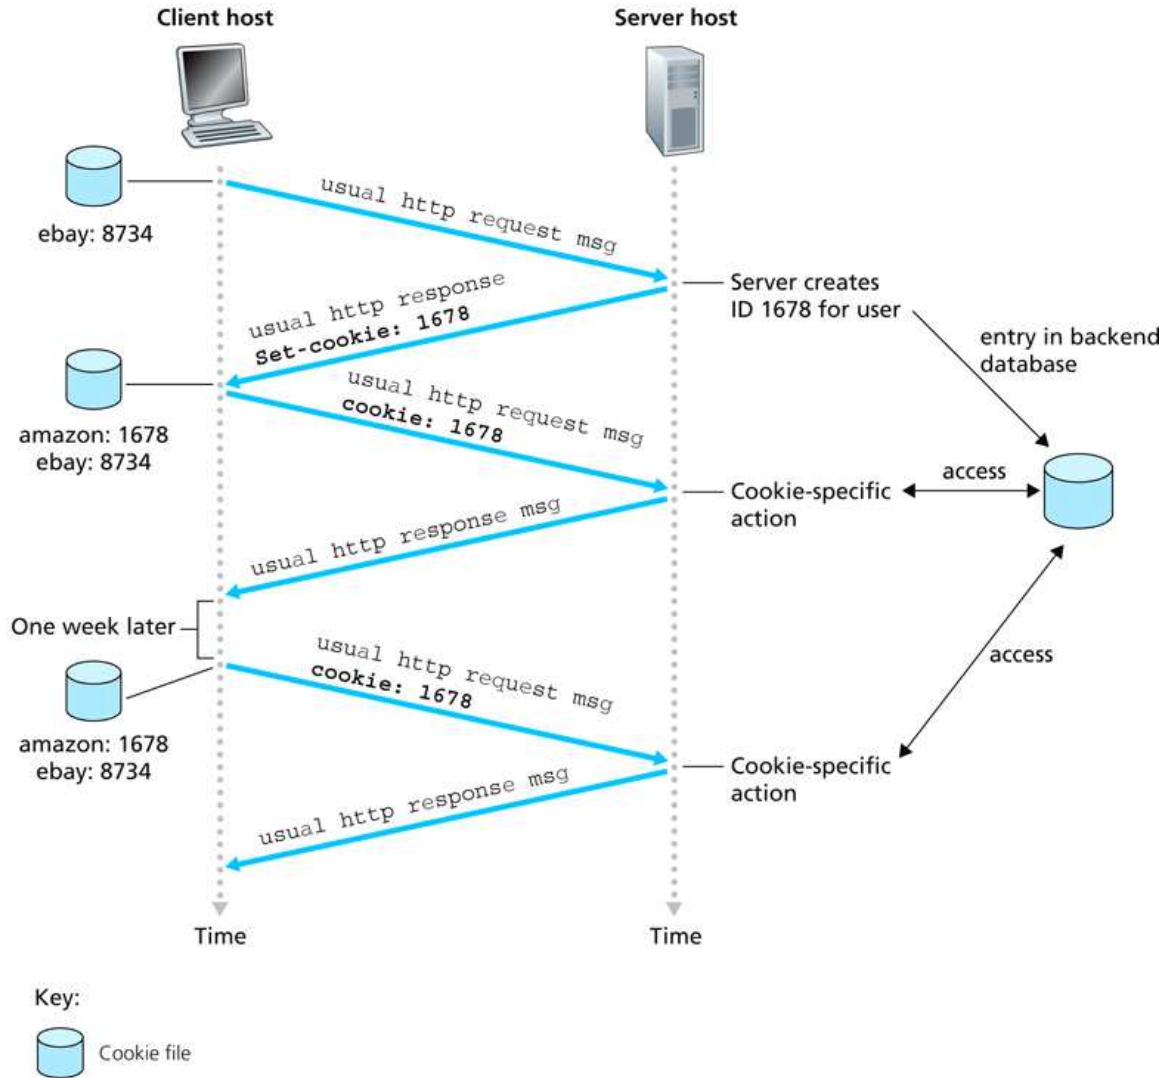 Client host
Server host
ebay: 8734
usual http request msg
Server creates
ID 1678 for user
entry in backend
database
usual http response
Set-cookie: 1678
amazon: 1678
ebay: 8734
usual http request msg
cookie: 1678
Cookie-specific
action
access
usual http response msg
One week later
amazon: 1678
ebay: 8734
usual http request msg
cookie: 1678
access
Cookie-specific
action
usual http response msg
Time
Time
Key:
Cookie file